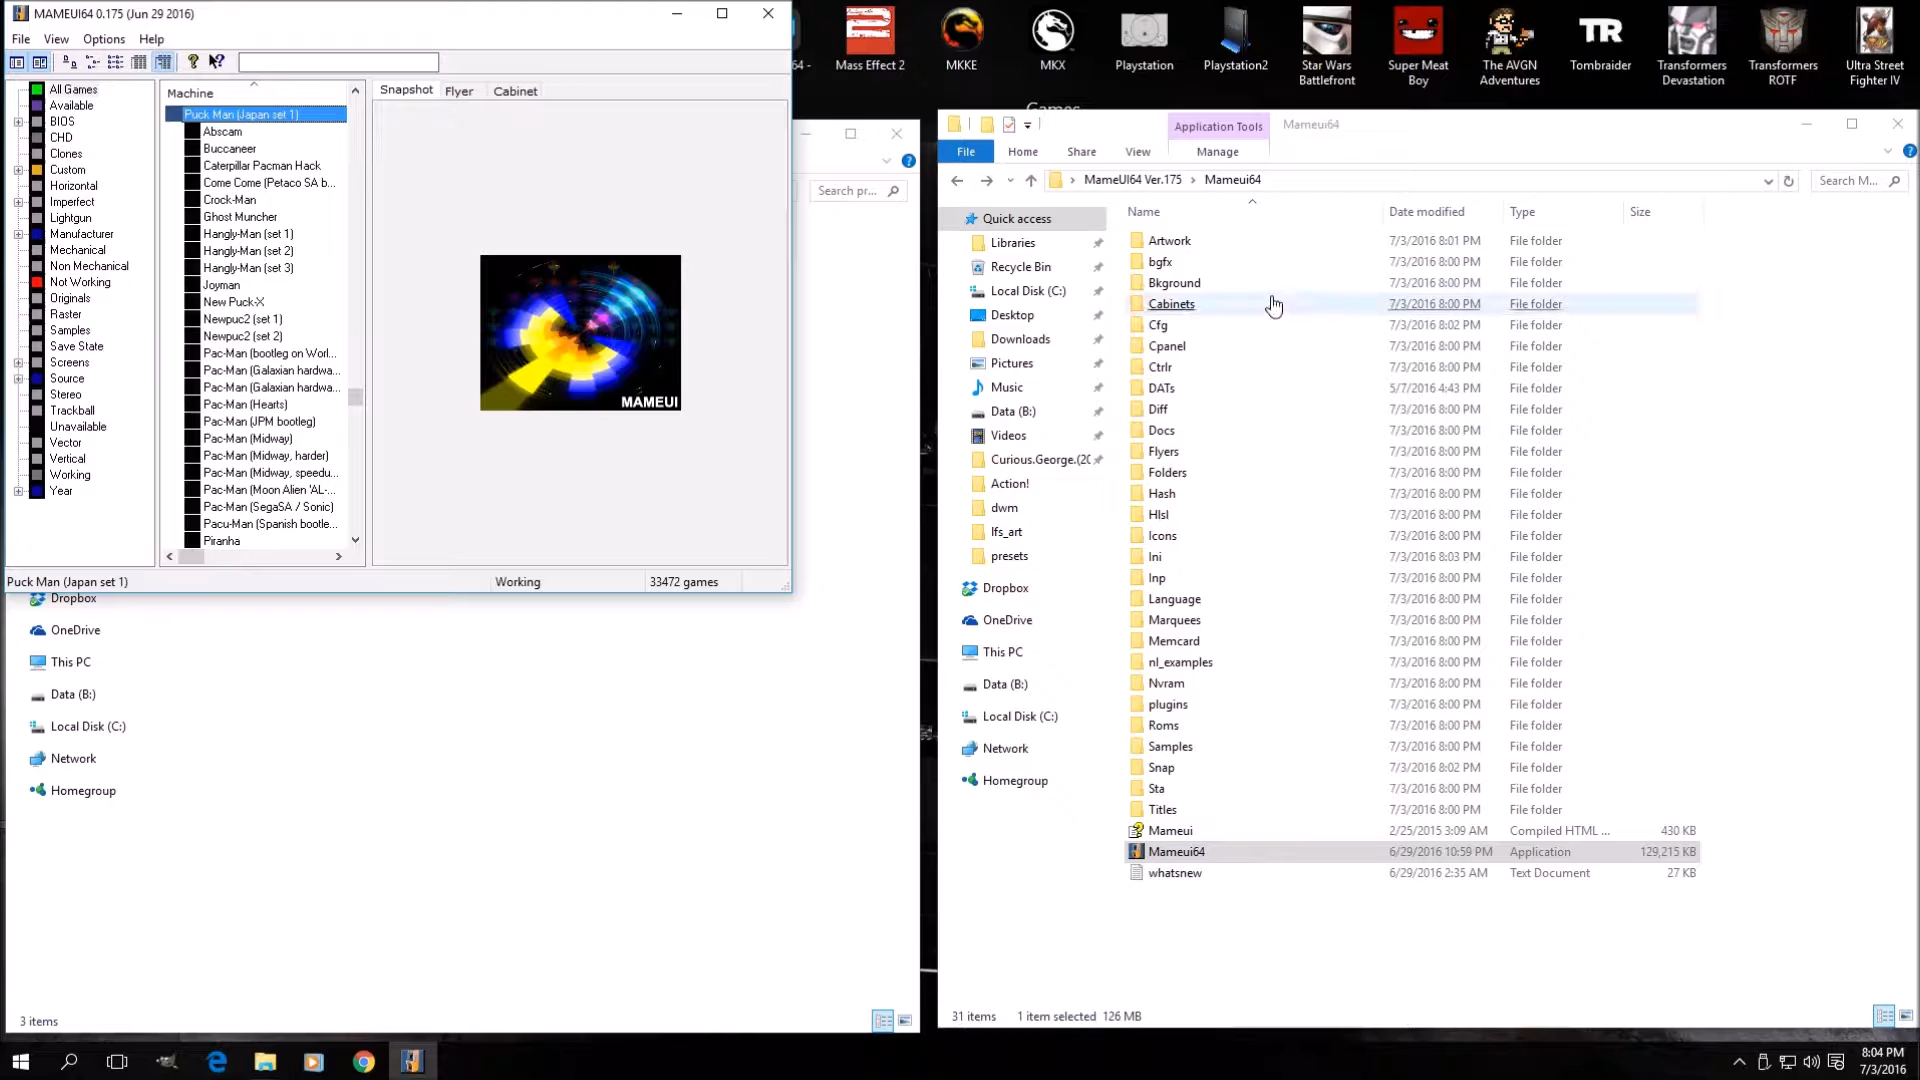 MAMEUI64 0.175 (Jun 29 2016)
File View Options Help
All Games
Available
BIOS
CHD
Clones
Custom
Horizontal
Imperfect
Lightgun
Manufacturer
Mechanical
Non Mechanical
Not Working
Originals
Raster
Samples
Save State
Screens
Source
Stereo
Trackball
Unavailable
Vector
Vertical
Working
Year
Machine
Puck Man (Japan set 1)
Abscam
Buccaneer
Caterpillar Pacman Hack
Come Come (Petaco SA b...
Crock-Man
Ghost Muncher
Hangly-Man (set 1)
Hangly-Man (set 2)
Hangly-Man (set 3)
Joyman
New Puck-X
Newpuc2 (set 1)
Newpuc2 (set 2)
Pac-Man (bootleg on Worl...
Pac-Man (Galaxian hardwa...
Pac-Man (Galaxian hardwa...
Pac-Man (Hearts)
Pac-Man (JPM bootleg)
Pac-Man (Midway)
Pac-Man (Midway, harder)
Pac-Man (Midway, speedu...
Pac-Man (Moon Alien 'AL-...
Pac-Man (SegaSA / Sonic)
Pacu-Man (Spanish bootle...
Piranha
Snapshot Flyer Cabinet
MAMEUI
Puck Man (Japan set 1) Working 33472 games
Dropbox
OneDrive
This PC
Data (B:)
Local Disk (C:)
Network
Homegroup
3 items
Search pr...
64 -
Mass Effect 2
MKKE
MKX
Playstation
Playstation2
Star Wars
Battlefront
Super Meat
Boy
The AVGN
Adventures
TR
Tombraider
Transformers
Devastation
Transformers
ROTF
Ultra Street
Fighter IV
Games
Application Tools Mameui64
File Home Share View Manage
MameUI64 Ver.175 Mameui64 Search M...
Quick access
Libraries
Recycle Bin
Local Disk (C:)
Desktop
Downloads
Pictures
Music
Data (B:)
Videos
Curious.George.(20
Action!
dwm
lfs_art
presets
Dropbox
OneDrive
This PC
Data (B:)
Local Disk (C:)
Network
Homegroup
Name Date modified Type Size
Artwork 7/3/2016 8:01 PM File folder
bgfx 7/3/2016 8:00 PM File folder
Bkground 7/3/2016 8:00 PM File folder
Cabinets 7/3/2016 8:00 PM File folder
Cfg 7/3/2016 8:02 PM File folder
Cpanel 7/3/2016 8:00 PM File folder
Ctrlr 7/3/2016 8:00 PM File folder
DATs 5/7/2016 4:43 PM File folder
Diff 7/3/2016 8:00 PM File folder
Docs 7/3/2016 8:00 PM File folder
Flyers 7/3/2016 8:00 PM File folder
Folders 7/3/2016 8:00 PM File folder
Hash 7/3/2016 8:00 PM File folder
Hlsl 7/3/2016 8:00 PM File folder
Icons 7/3/2016 8:00 PM File folder
Ini 7/3/2016 8:03 PM File folder
Inp 7/3/2016 8:00 PM File folder
Language 7/3/2016 8:00 PM File folder
Marquees 7/3/2016 8:00 PM File folder
Memcard 7/3/2016 8:00 PM File folder
nl_examples 7/3/2016 8:00 PM File folder
Nvram 7/3/2016 8:00 PM File folder
plugins 7/3/2016 8:00 PM File folder
Roms 7/3/2016 8:00 PM File folder
Samples 7/3/2016 8:00 PM File folder
Snap 7/3/2016 8:02 PM File folder
Sta 7/3/2016 8:00 PM File folder
Titles 7/3/2016 8:00 PM File folder
Mameui 2/25/2015 3:09 AM Compiled HTML ... 430 KB
Mameui64 6/29/2016 10:59 PM Application 129,215 KB
whatsnew 6/29/2016 2:35 AM Text Document 27 KB
31 items 1 item selected 126 MB
8:04 PM
7/3/2016